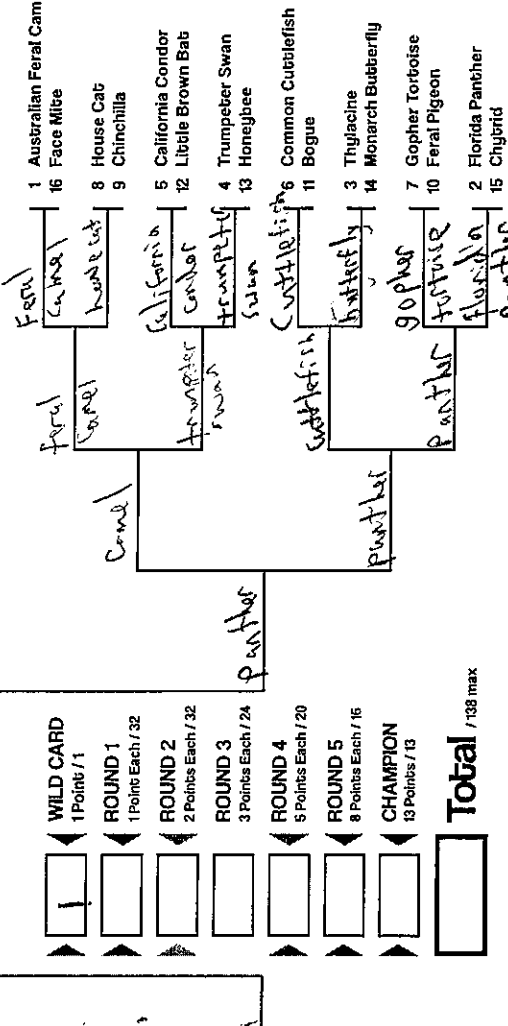 1 Australian Feral Cam
16 Face Mite
8 House Cat
9 Chinchilla
5 California Condor
12 Little Brown Bat
4 Trumpeter Swan
13 Honeybee
6 Common Cuttlefish
11 Bogue
3 Thylacine
14 Monarch Butterfly
7 Gopher Tortoise
10 Feral Pigeon
2 Florida Panther
15 Chytrid
Feral
Camel
house cat
California
Conder
trumpeter
swan
Cuttlefish
butterfly
gopher
tortoise
florida
Panther
feral
Camel
trumpter
swan
cuttlefish
Panther
Camel
panther
Panther
WILD CARD
1 Point / 1
1
ROUND 1
1 Point Each / 32
ROUND 2
2 Points Each / 32
ROUND 3
3 Points Each / 24
ROUND 4
5 Points Each / 20
ROUND 5
8 Points Each / 16
CHAMPION
13 Points / 13
Total / 138 max